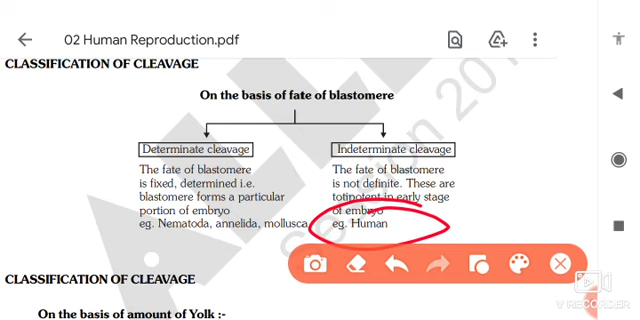 02 Human Reproduction.pdf
CLASSIFICATION OF CLEAVAGE
On the basis of fate of blastomere
Determinate cleavage
The fate of blastomere
is fixed, determined i.e.
blastomere forms a particular
portion of embryo
eg. Nematoda, annelida, mollusca
Indeterminate cleavage
The fate of blastomere
is not definite. These are
totipotent in early stage
of embryo
eg. Human
CLASSIFICATION OF CLEAVAGE
On the basis of amount of Yolk :-
V RECORDER